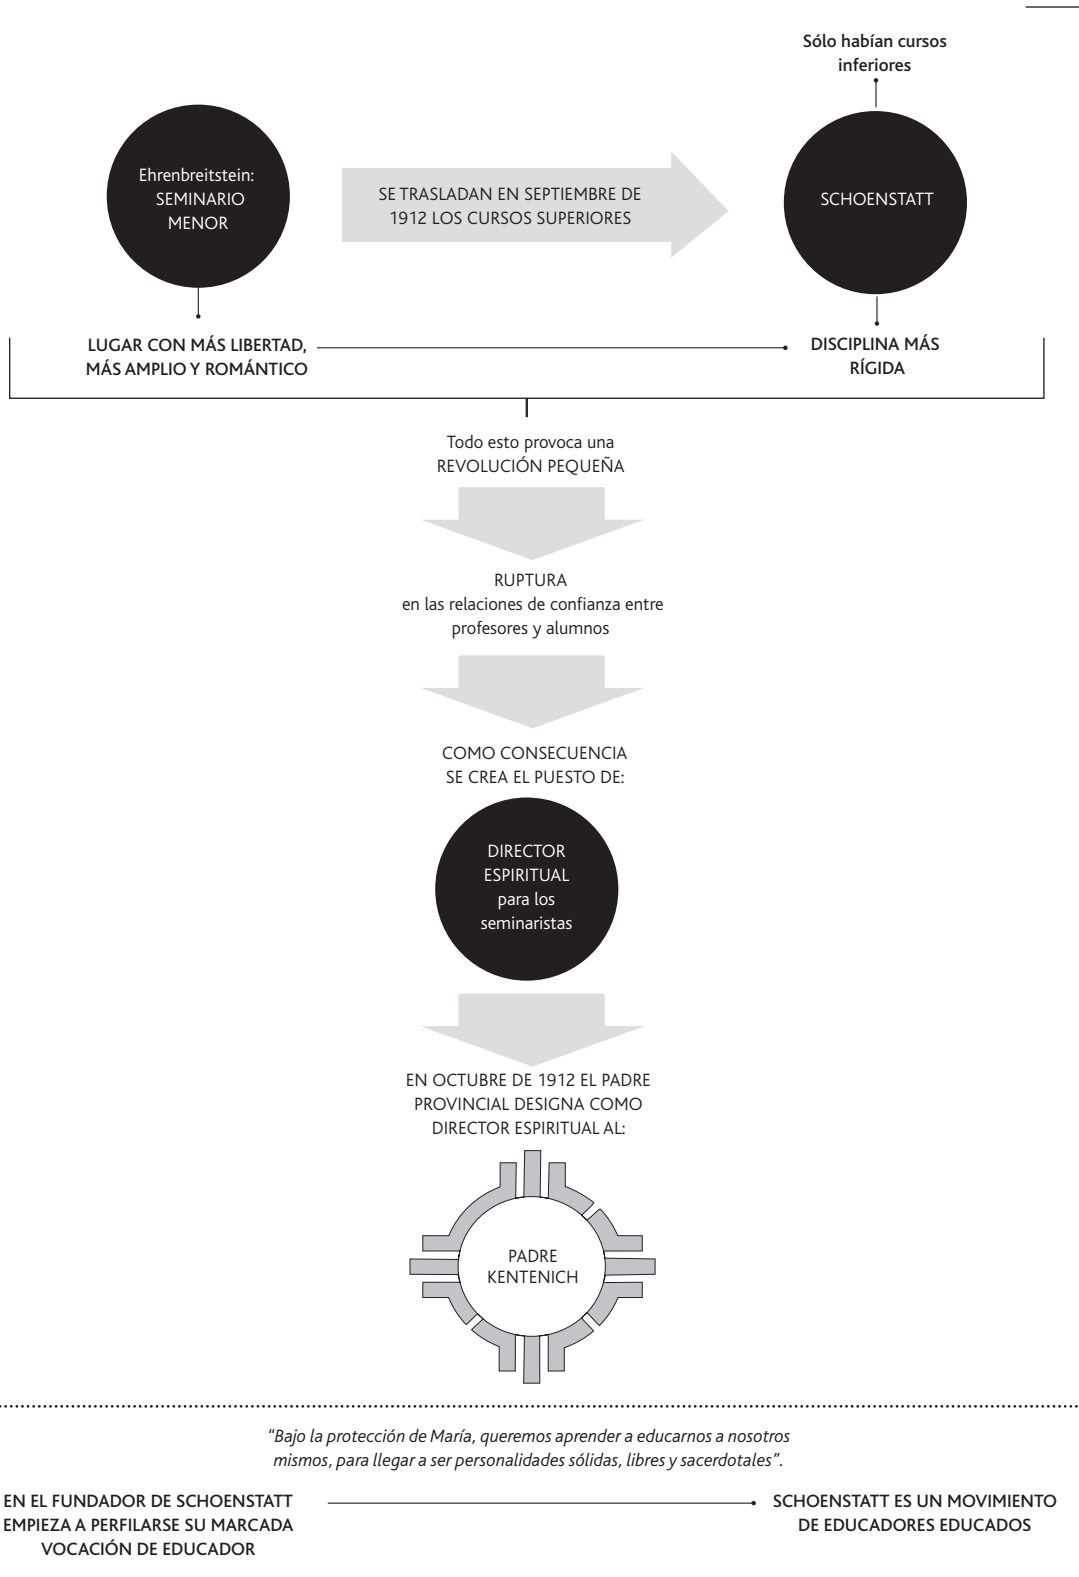 Sólo habían cursos
inferiores
Ehrenbreitstein:
SEMINARIO
MENOR
SE TRASLADAN EN SEPTIEMBRE DE
1912 LOS CURSOS SUPERIORES
SCHOENSTATT
LUGAR CON MÁS LIBERTAD,
MÁS AMPLIO Y ROMÁNTICO
DISCIPLINA MÁS
RÍGIDA
Todo esto provoca una
REVOLUCIÓN PEQUEÑA
RUPTURA
en las relaciones de confianza entre
profesores y alumnos
COMO CONSECUENCIA
SE CREA EL PUESTO DE:
DIRECTOR
ESPIRITUAL
para los
seminaristas
EN OCTUBRE DE 1912 EL PADRE
PROVINCIAL DESIGNA COMO
DIRECTOR ESPIRITUAL AL:
PADRE
KENTENICH
“Bajo la protección de María, queremos aprender a educarnos a nosotros
mismos, para llegar a ser personalidades sólidas, libres y sacerdotales”.
EN EL FUNDADOR DE SCHOENSTATT
EMPIEZA A PERFILARSE SU MARCADA
VOCACIÓN DE EDUCADOR
SCHOENSTATT ES UN MOVIMIENTO
DE EDUCADORES EDUCADOS